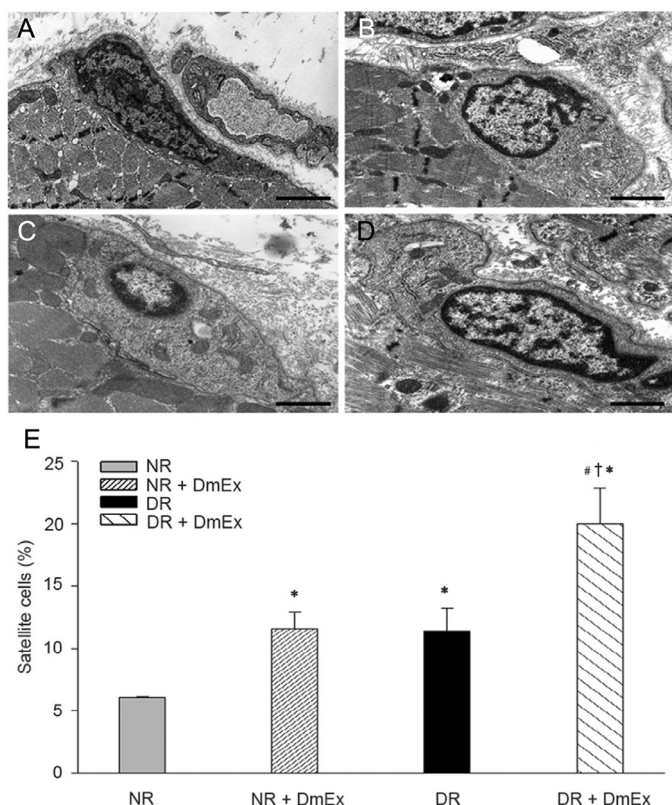 A
B
C
D
E
25
20
15
10
5
0
Satellite cells (%)
NR
NR + DmEx
DR
DR + DmEx
*
*
# † *
NR
NR + DmEx
DR
DR + DmEx